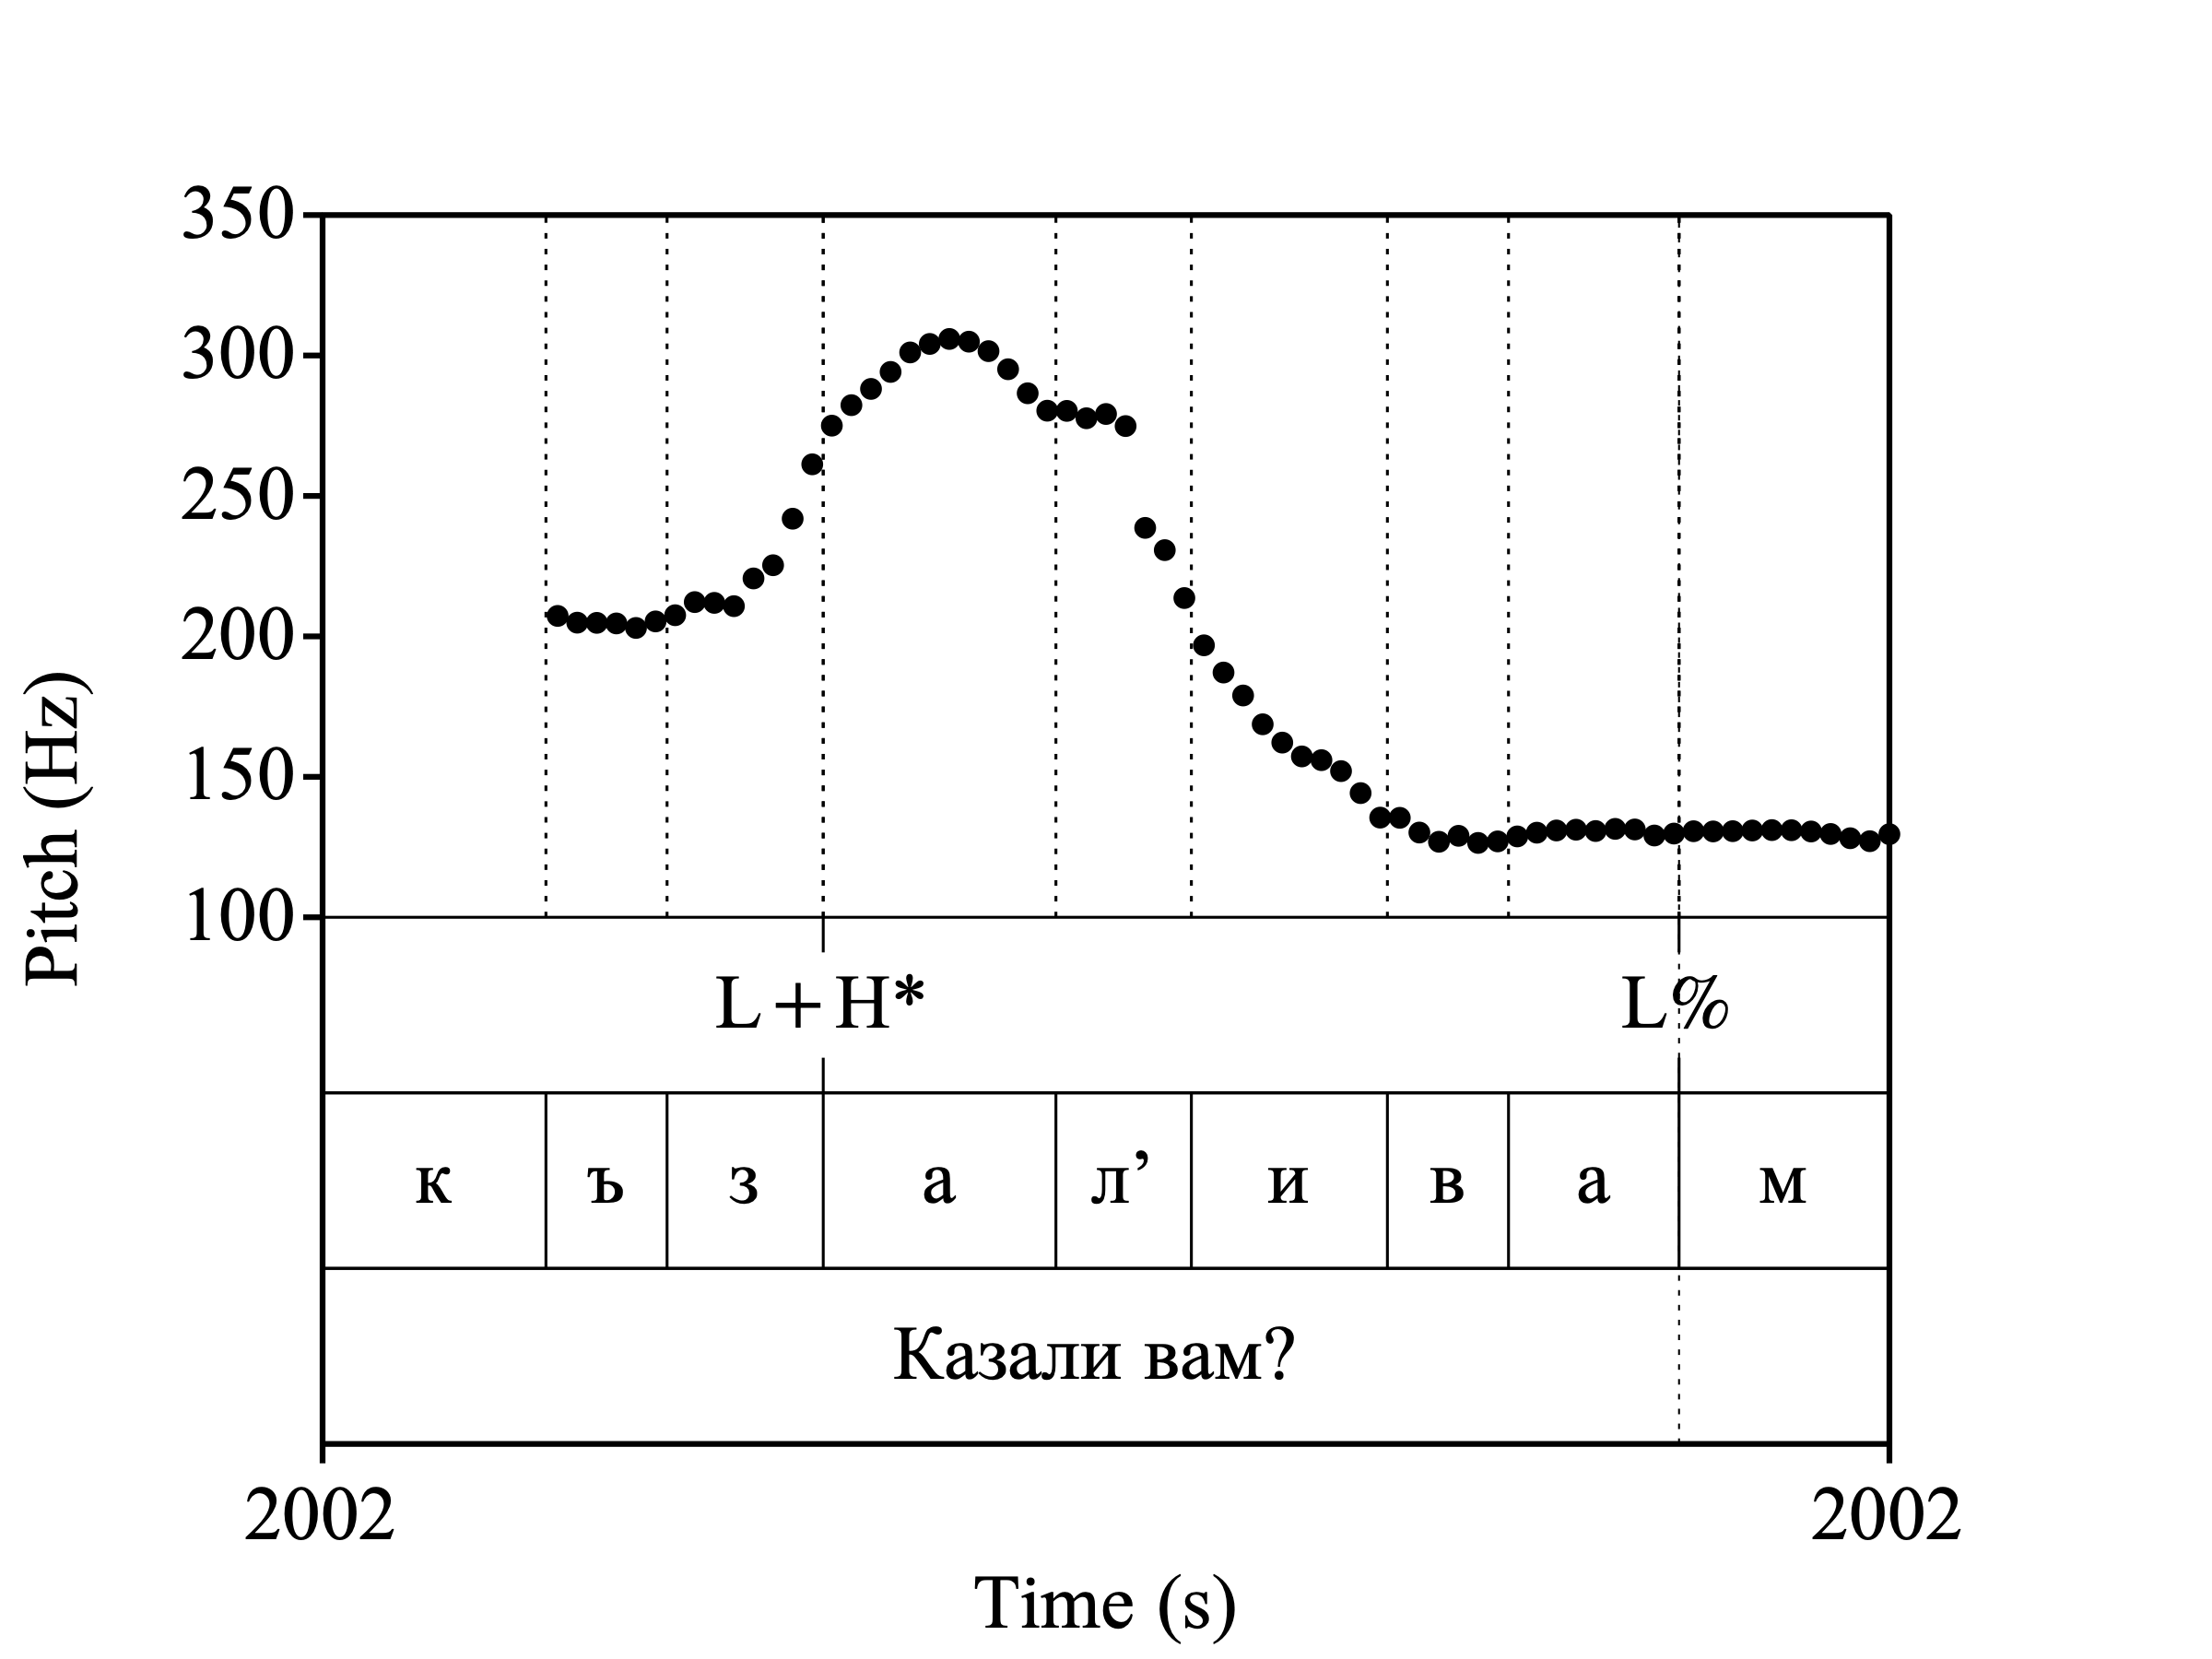 350
300
250
200
150
100
Pitch (Hz)
L+H* L%
к ъ з а л’ и в а м
Казали вам?
2002 2002
Time (s)